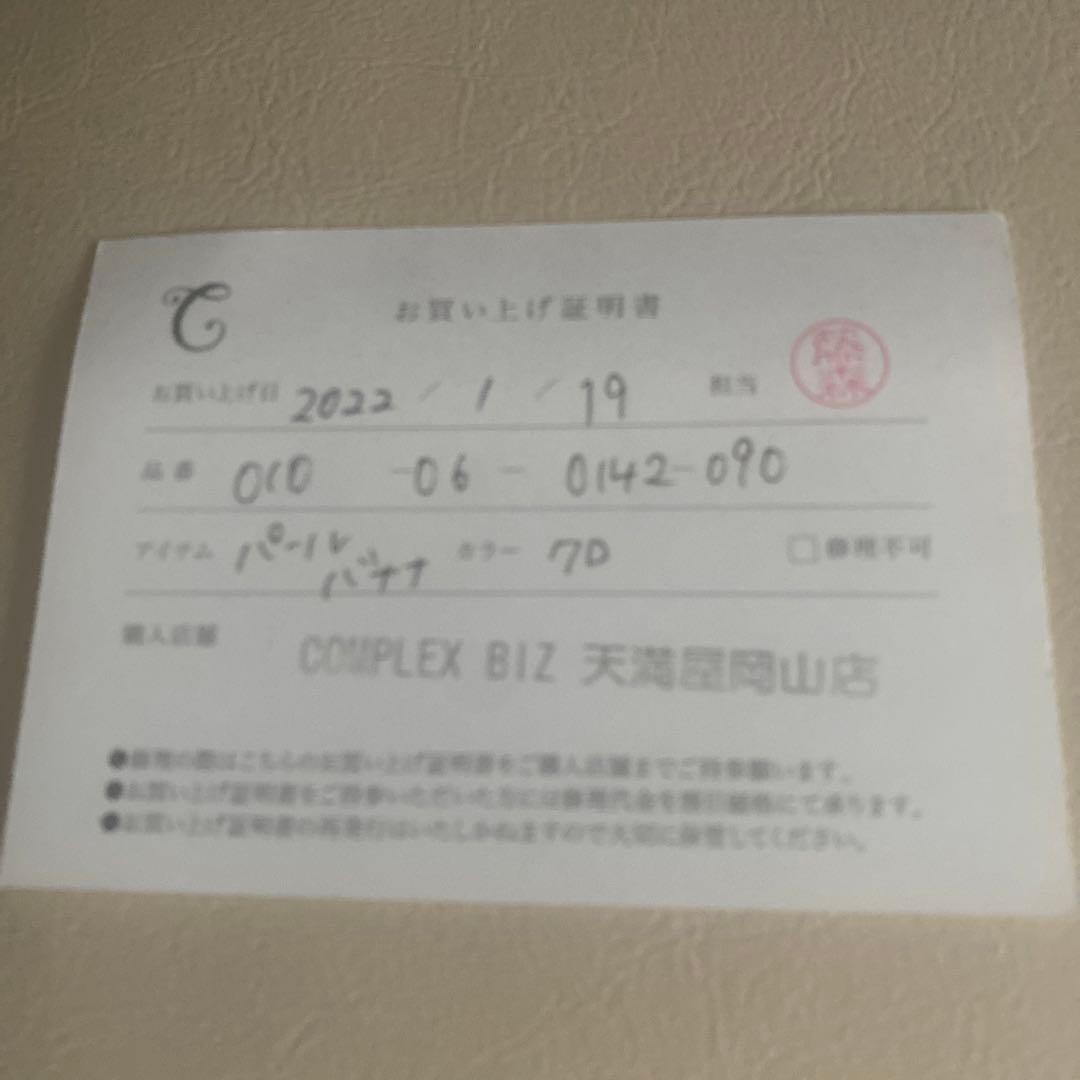 お買い上げ証明書
お買い上げ日 2022 / 1 / 19 担当
品番 010 -06 - 0142-090
アイテム パール バナナ カラー 7D □修理不可
購入店舗 COMPLEX BIZ 天満屋岡山店
●修理の際はこちらのお買い上げ証明書をご購入店舗までご持参願います。
●お買い上げ証明書をご持参いただいた方には修理代金を割引価格にて承ります。
●お買い上げ証明書の再発行はいたしかねますので大切に保管してください。